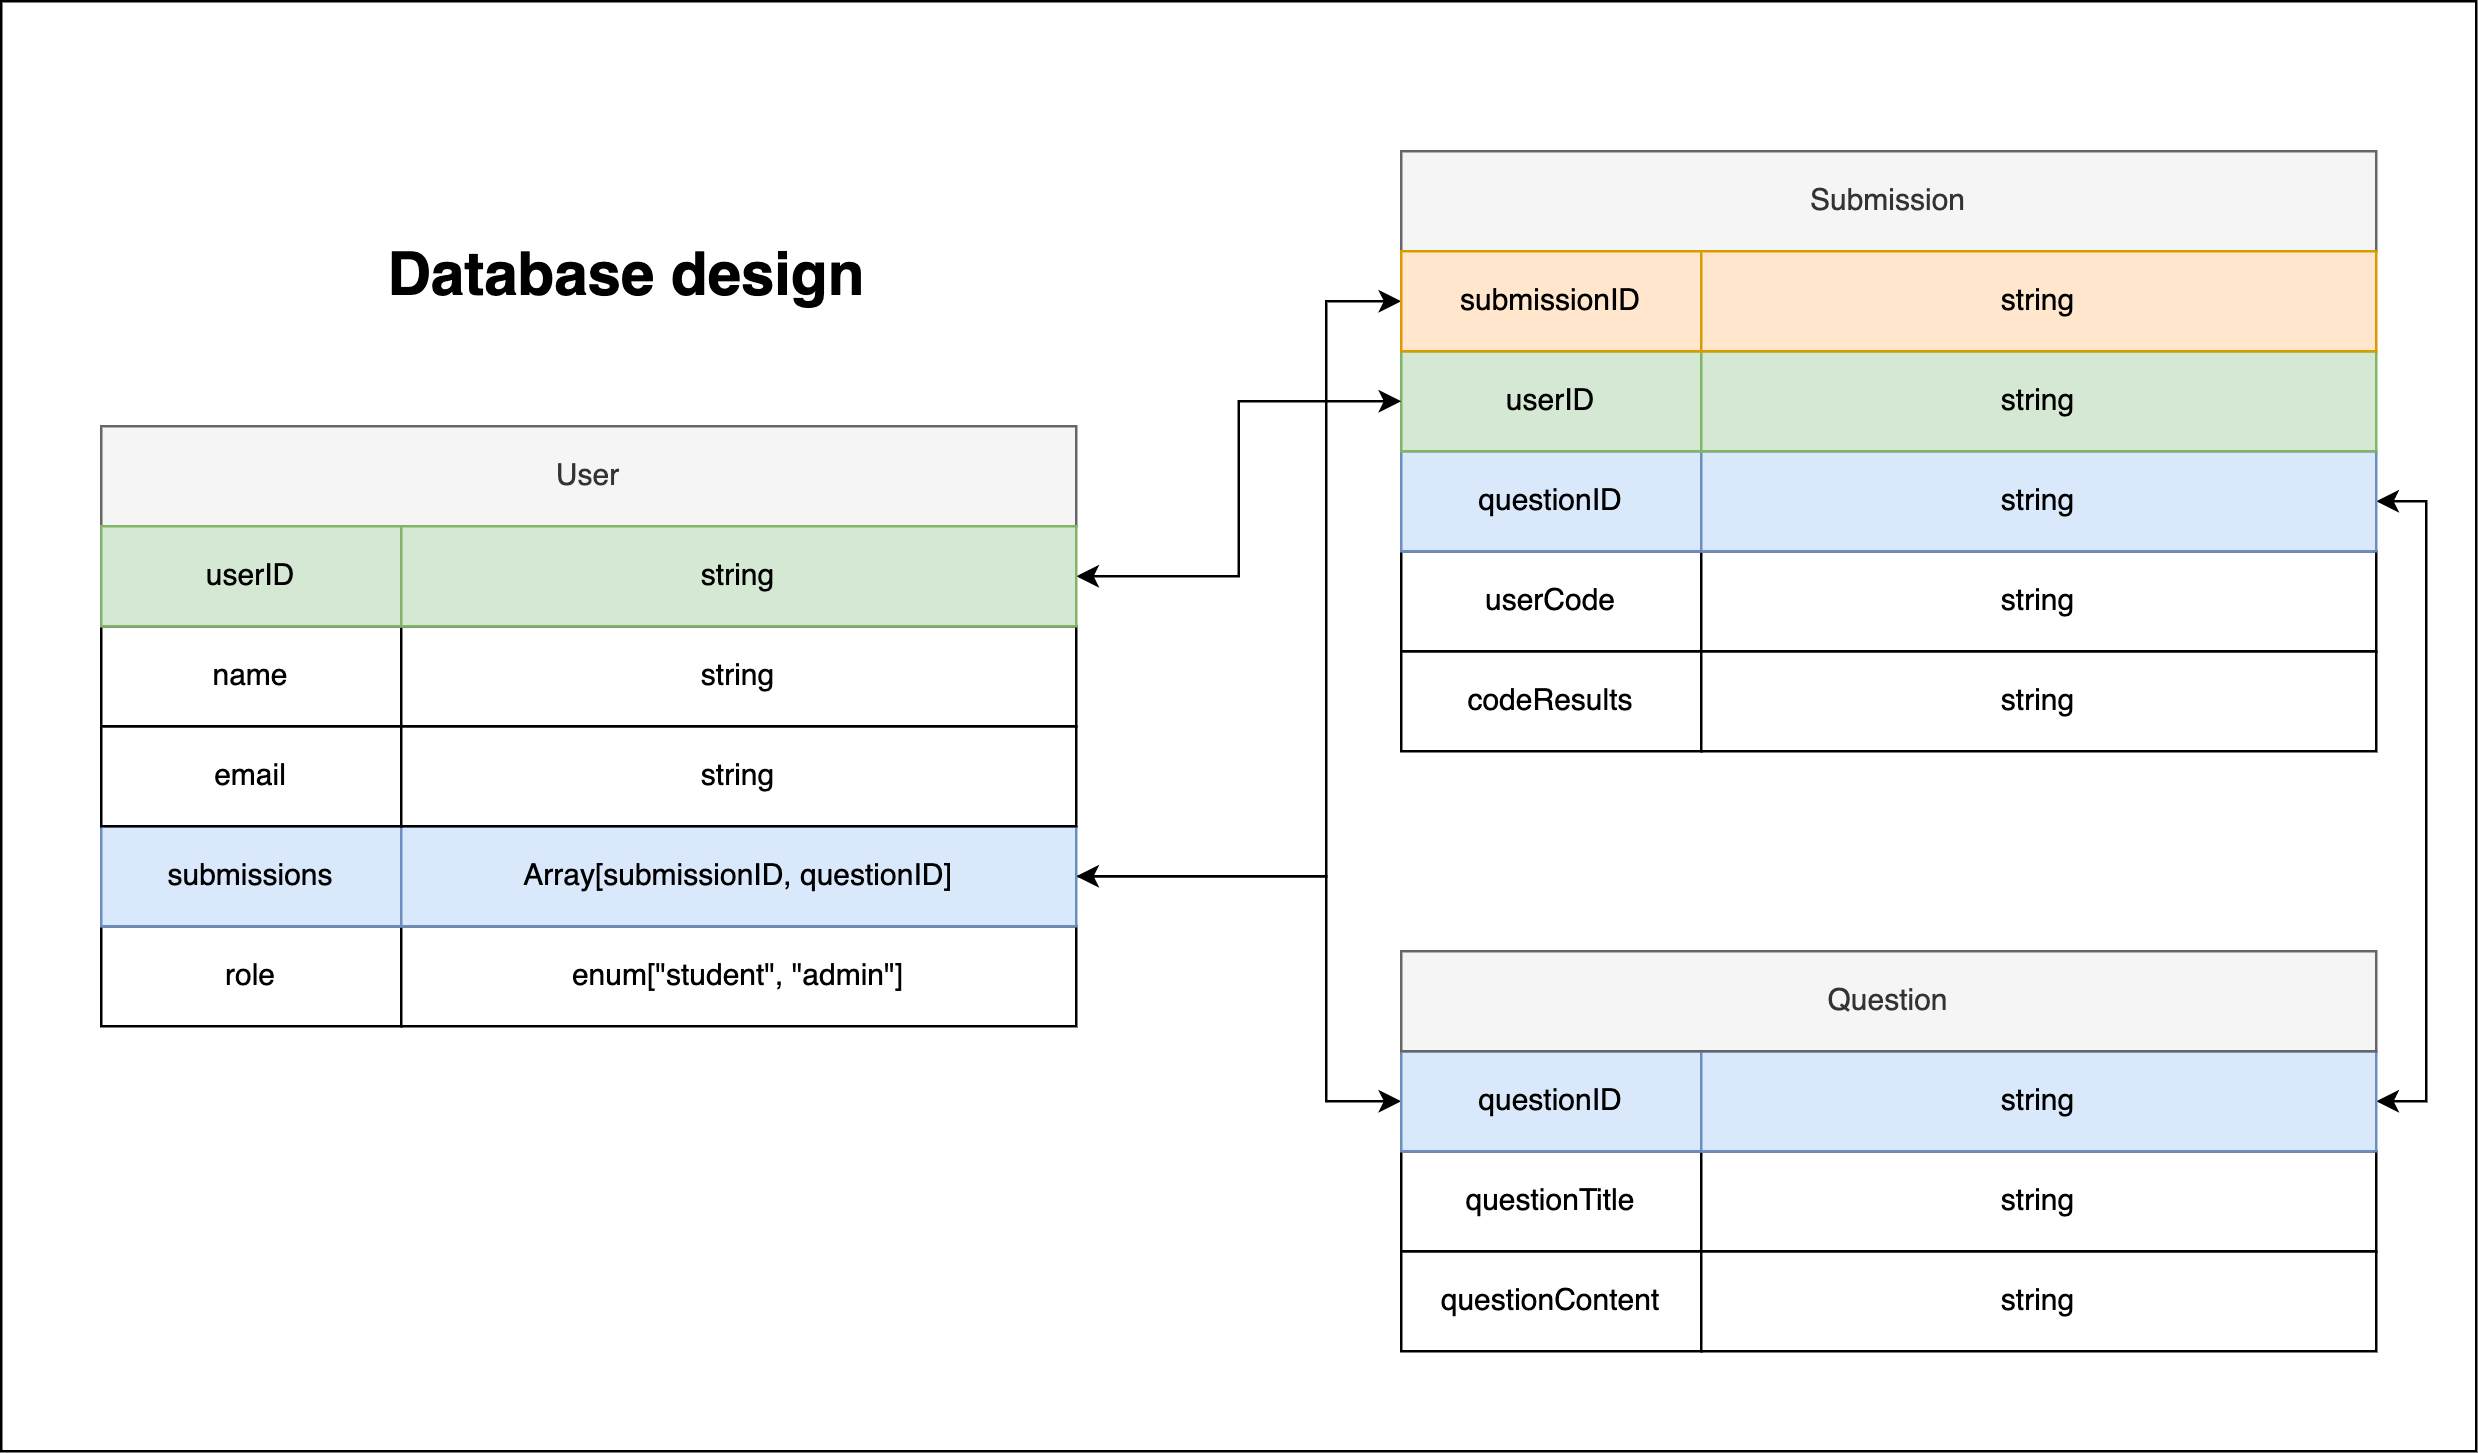 Database design
User
userID string
name string
email string
submissions Array[submissionID, questionID]
role enum["student", "admin"]
Submission
submissionID string
userID string
questionID string
userCode string
codeResults string
Question
questionID string
questionTitle string
questionContent string